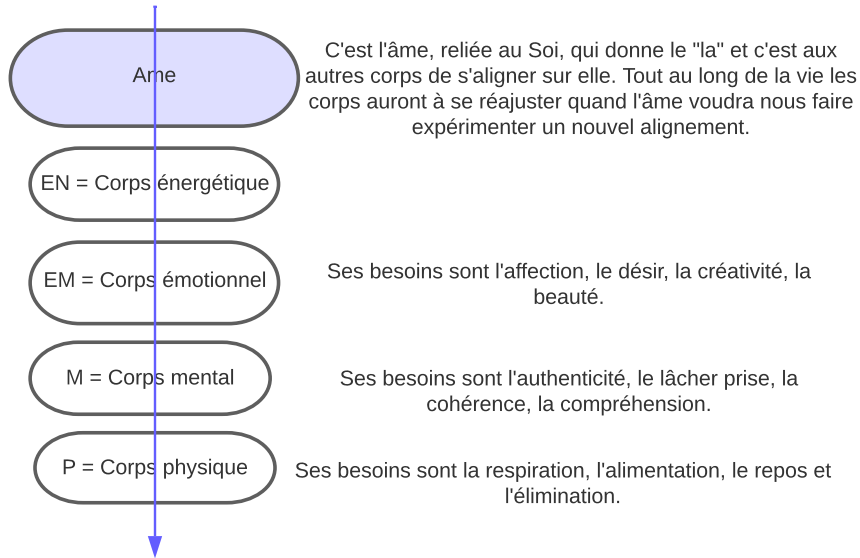 Ame
C'est l'âme, reliée au Soi, qui donne le "la" et c'est aux
autres corps de s'aligner sur elle. Tout au long de la vie les
corps auront à se réajuster quand l'âme voudra nous faire
expérimenter un nouvel alignement.
EN = Corps énergétique
EM = Corps émotionnel
Ses besoins sont l'affection, le désir, la créativité, la
beauté.
M = Corps mental
Ses besoins sont l'authenticité, le lâcher prise, la
cohérence, la compréhension.
P = Corps physique
Ses besoins sont la respiration, l'alimentation, le repos et
l'élimination.